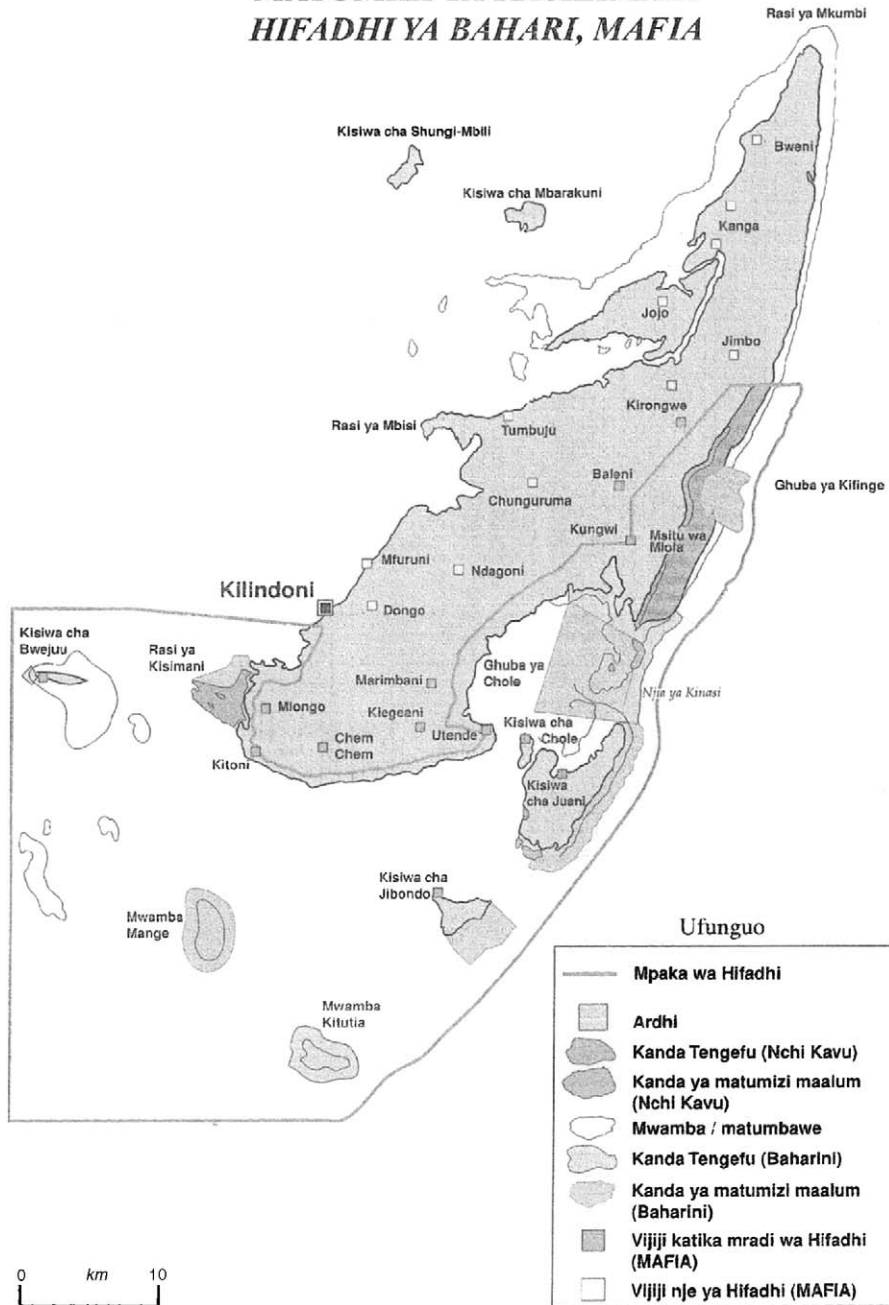 HIFADHI YA BAHARI, MAFIA
Rasi ya Mkumbi
Kisiwa cha Shungi-Mbili
Bweni
Kisiwa cha Mbarakuni
Kanga
Jojo
Jimbo
Kirongwe
Rasi ya Mbisi
Tumbuju
Baleni
Ghuba ya Kifinge
Chunguruma
Kungwi
Msitu wa
Mlola
Mfuruni
Ndagoni
Kilindoni
Dongo
Kisiwa cha
Bwejuu
Rasi ya
Kisimani
Ghuba ya
Chole
Marimbani
Njia ya Kinasi
Mlongo
Kiegeani
Kisiwa cha
Chole
Utende
Chem
Chem
Kitoni
Kisiwa
cha Juani
Kisiwa cha
Jibondo
Mwamba
Mange
Mwamba
Kitutia
Ufunguo
Mpaka wa Hifadhi
Ardhi
Kanda Tengefu (Nchi Kavu)
Kanda ya matumizi maalum
(Nchi Kavu)
Mwamba / matumbawe
Kanda Tengefu (Baharini)
Kanda ya matumizi maalum
(Baharini)
Vijiji katika mradi wa Hifadhi
(MAFIA)
Vijiji nje ya Hifadhi (MAFIA)
0 km 10